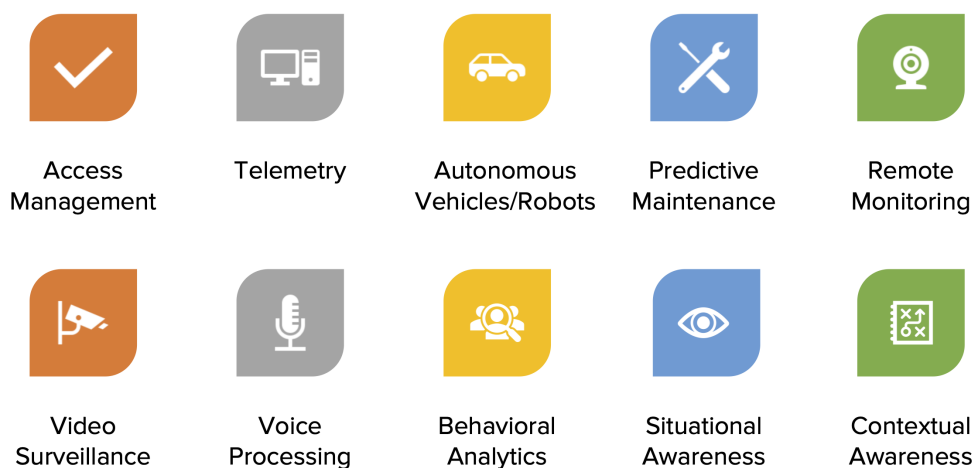 Access
Management
Telemetry
Autonomous
Vehicles/Robots
Predictive
Maintenance
Remote
Monitoring
Video
Surveillance
Voice
Processing
Behavioral
Analytics
Situational
Awareness
Contextual
Awareness